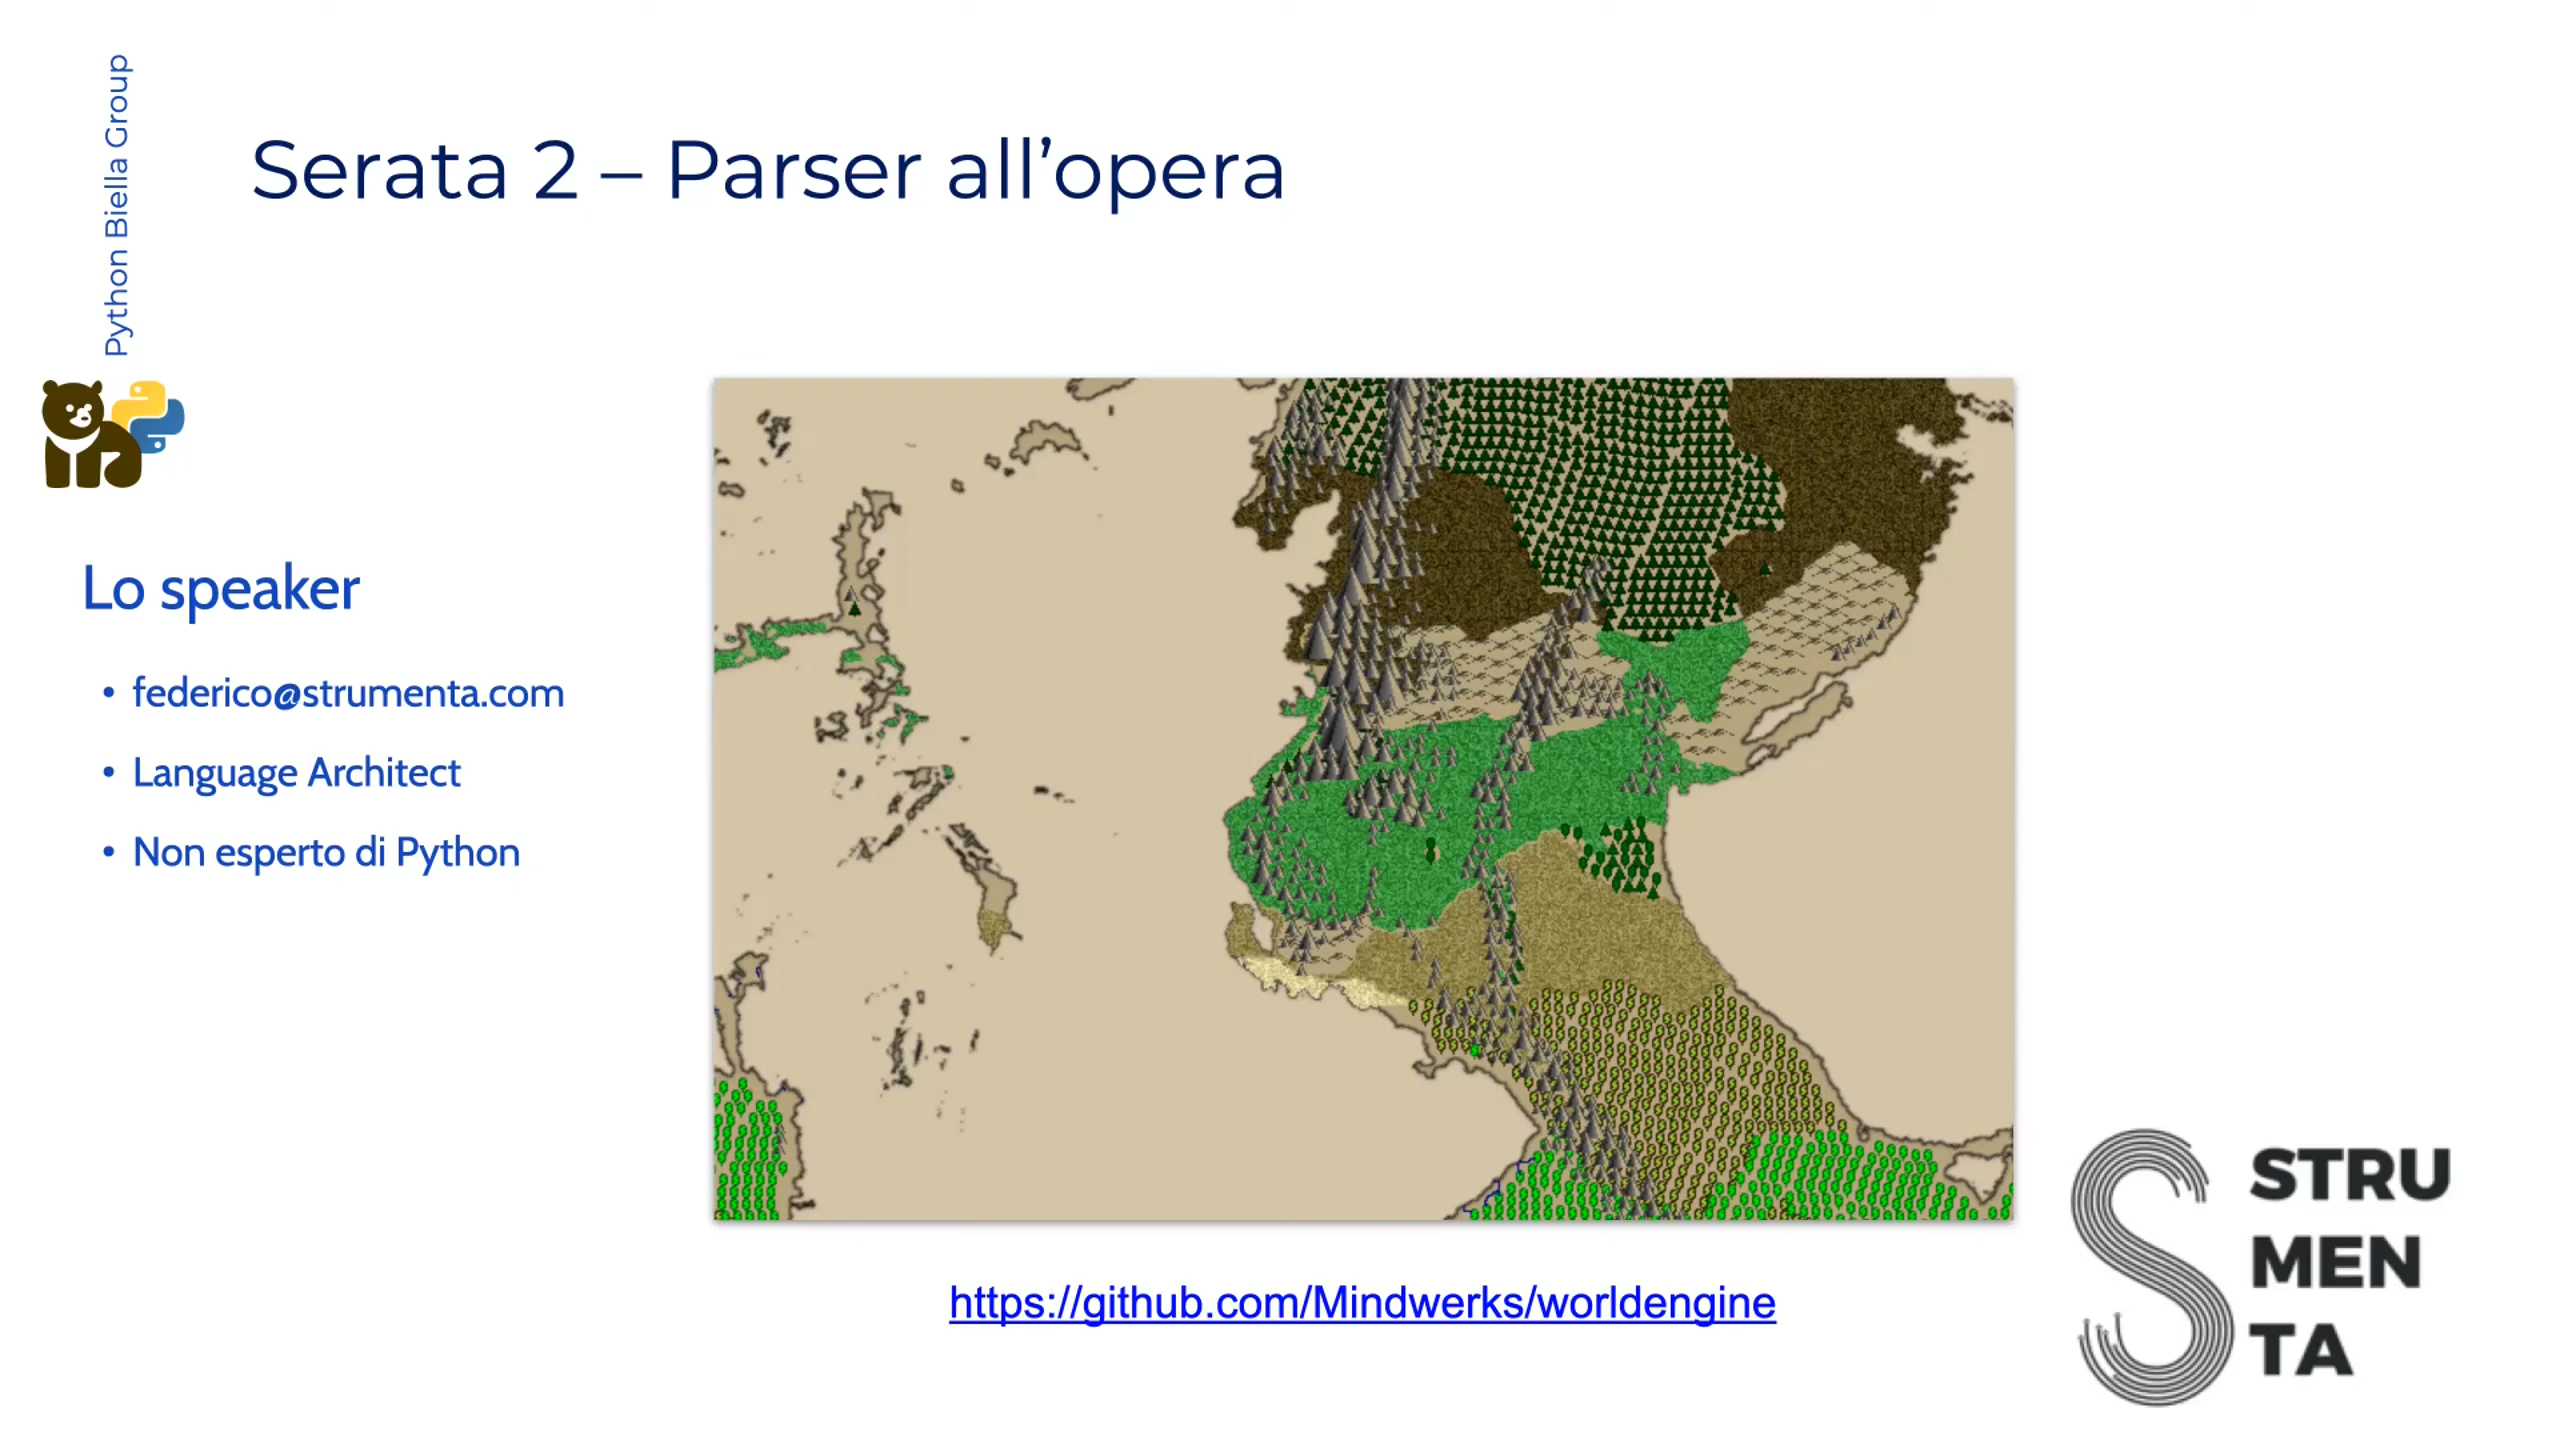 Python Biella Group
Serata 2 – Parser all’opera
Lo speaker
• federico@strumenta.com
• Language Architect
• Non esperto di Python
https://github.com/Mindwerks/worldengine
STRU
MEN
TA